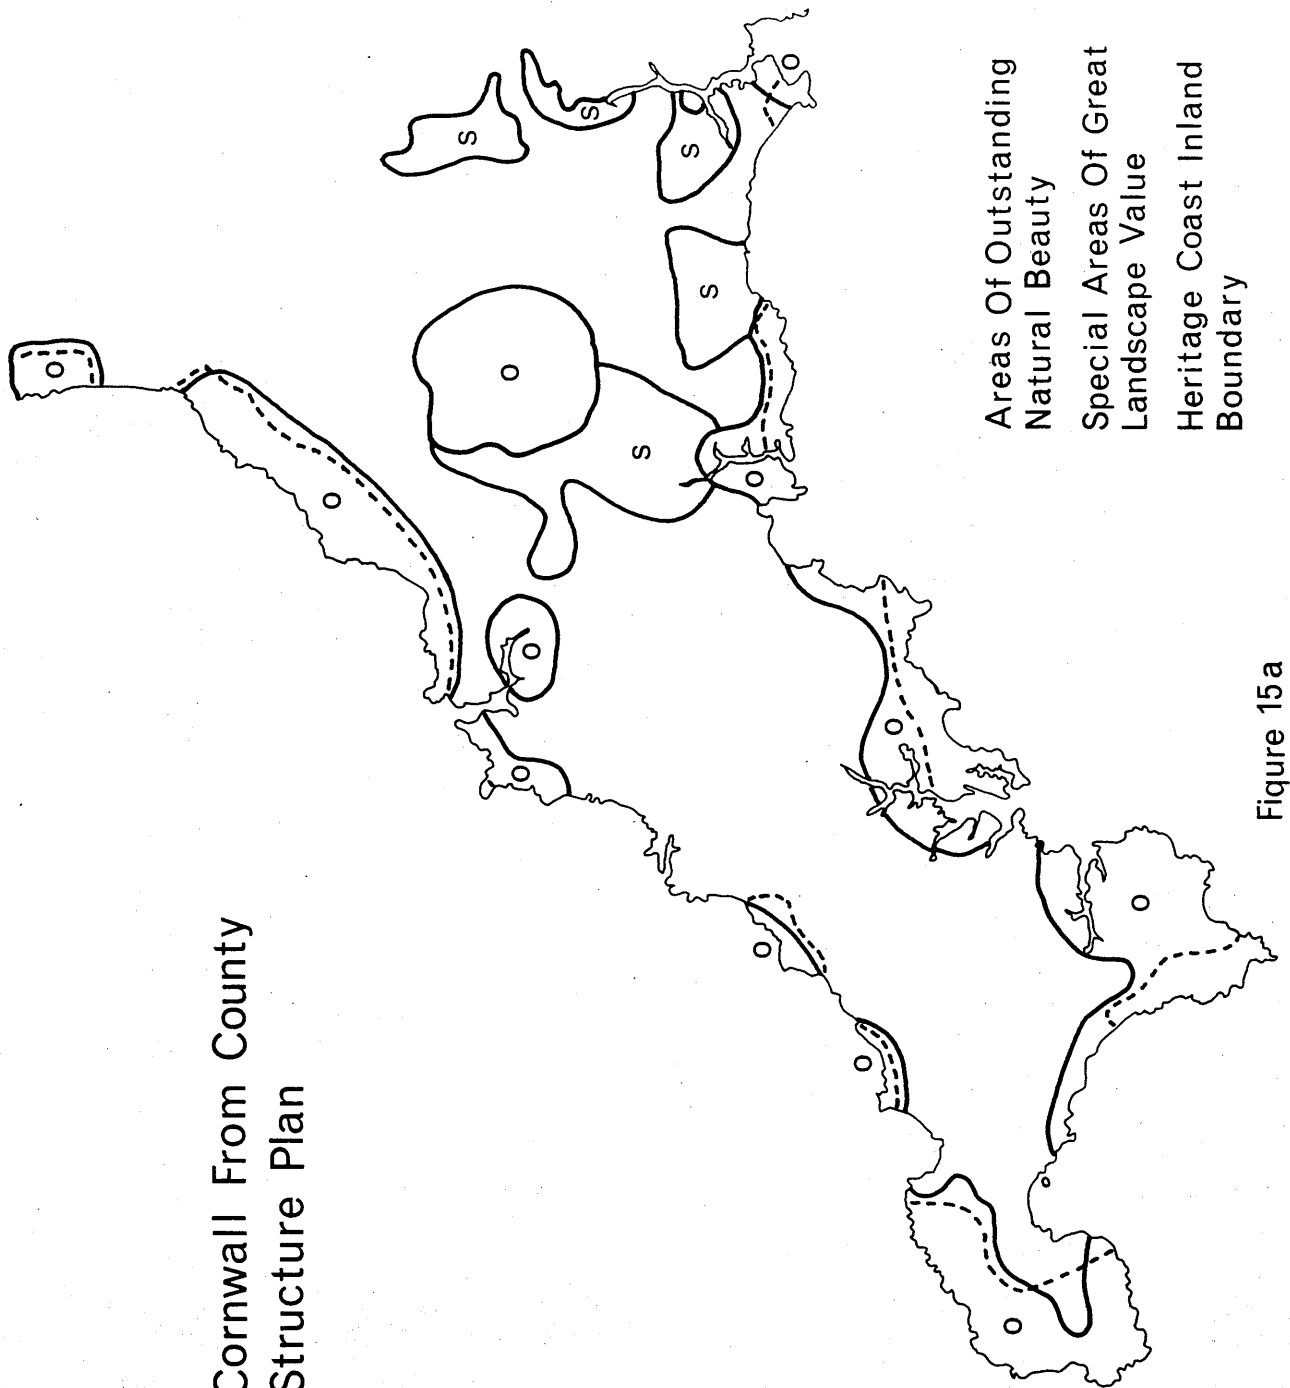 Cornwall From County
Structure Plan
O
O
O
O
O
O
O
O
O
O
O
O
O
S
S
S
S
S
Areas Of Outstanding
Natural Beauty
Special Areas Of Great
Landscape Value
Heritage Coast Inland
Boundary
Figure 15a